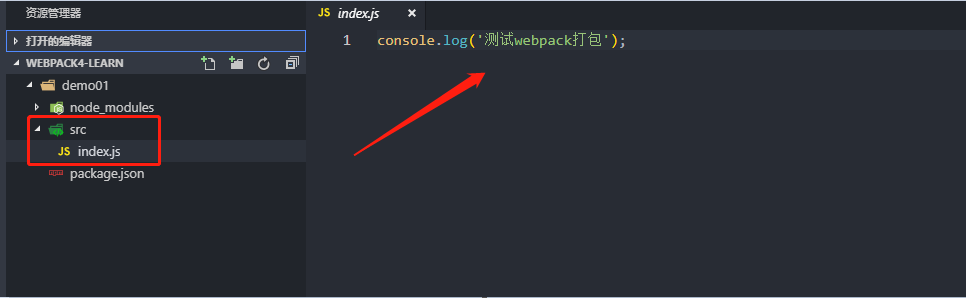 资源管理器
打开的编辑器
WEBPACK4-LEARN
demo01
node_modules
src
JS index.js
package.json
JS index.js ×
1 console.log('测试webpack打包');